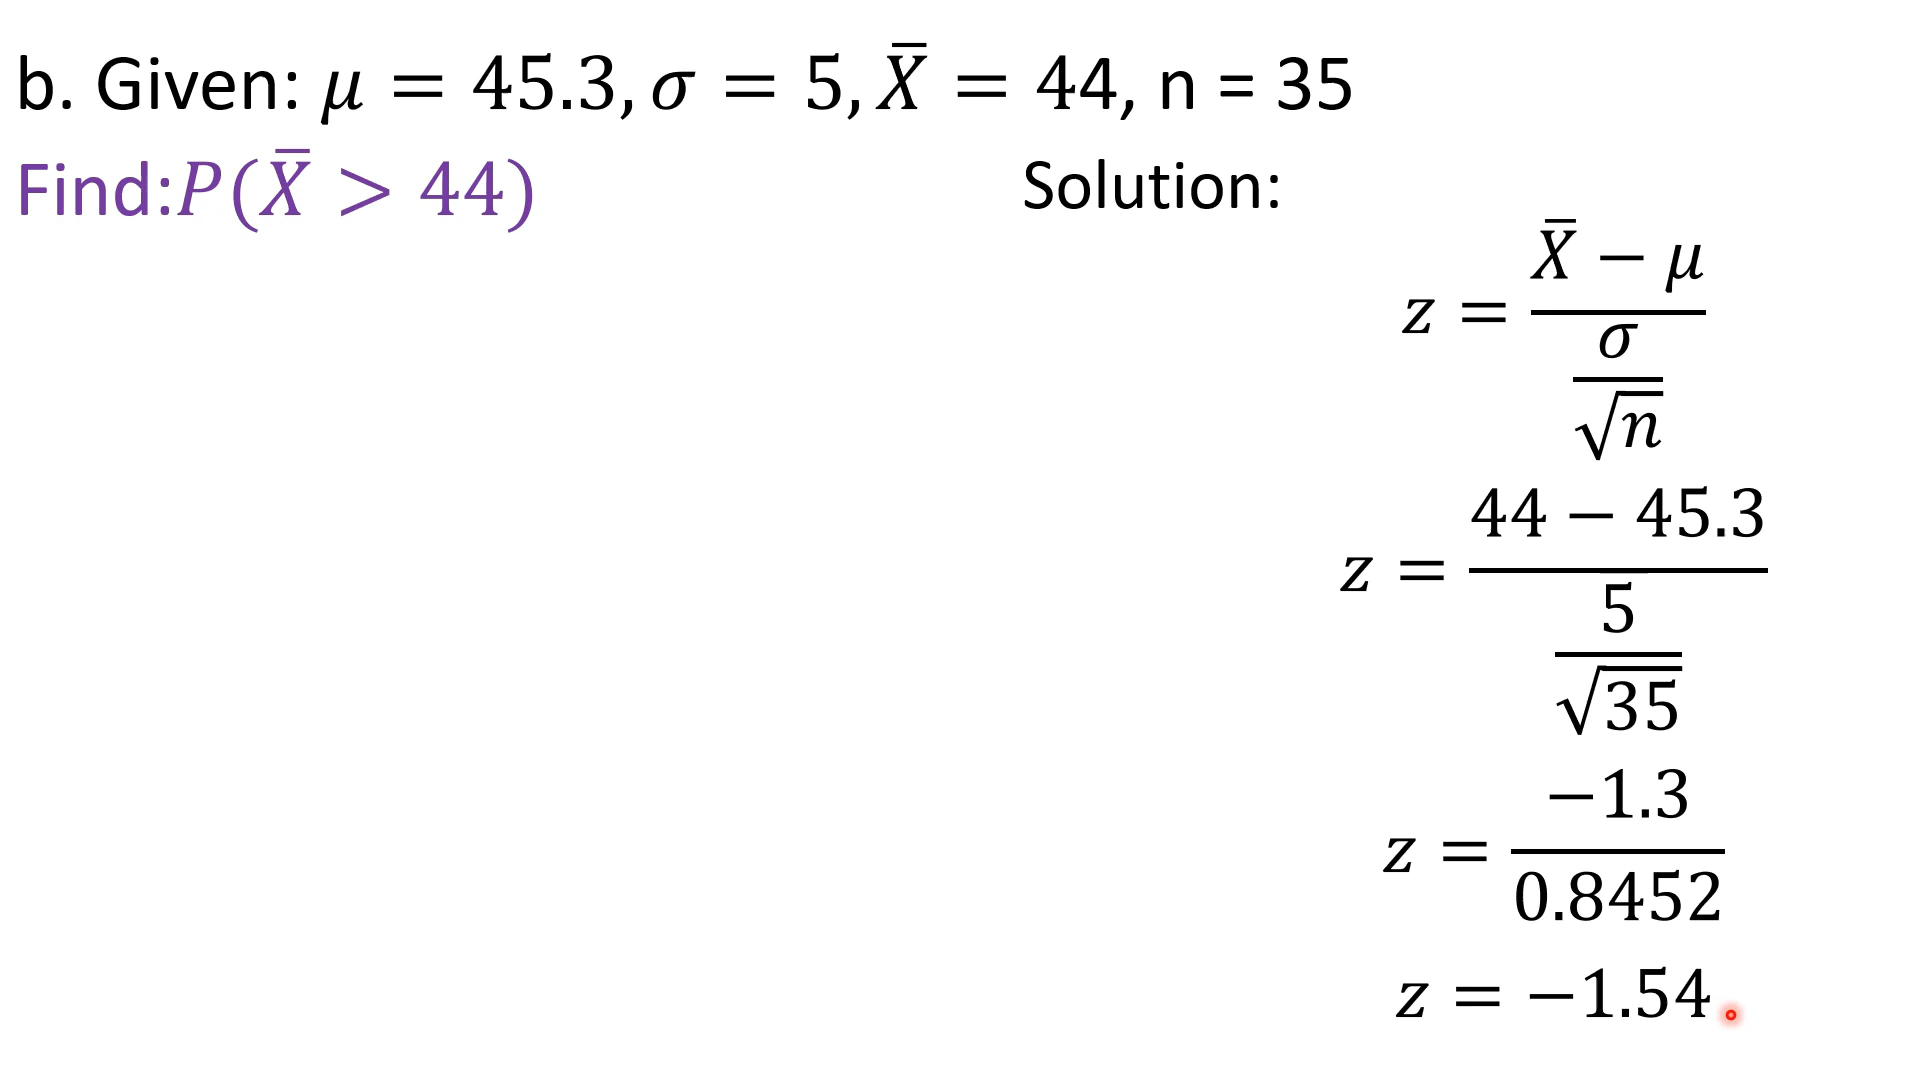 b. Given: μ = 45.3, σ = 5, X̄ = 44, n = 35
Find: P(X̄ > 44)
Solution:
z = (X̄ − μ) / (σ / √n)
z = (44 − 45.3) / (5 / √35)
z = −1.3 / 0.8452
z = −1.54